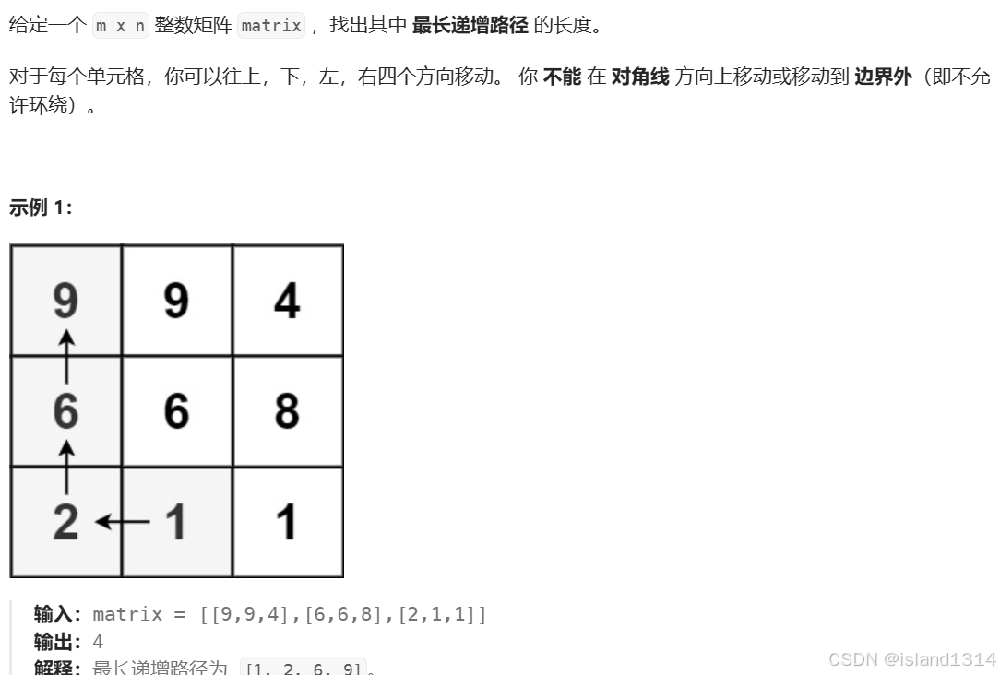 给定一个 m x n 整数矩阵 matrix ，找出其中 最长递增路径 的长度。
对于每个单元格，你可以往上，下，左，右四个方向移动。 你 不能 在 对角线 方向上移动或移动到 边界外（即不允
许环绕）。
示例 1：
9 9 4
6 6 8
2 1 1
输入：matrix = [[9,9,4],[6,6,8],[2,1,1]]
输出：4
解释：最长递增路径为 [1, 2, 6, 9]。
CSDN @island1314